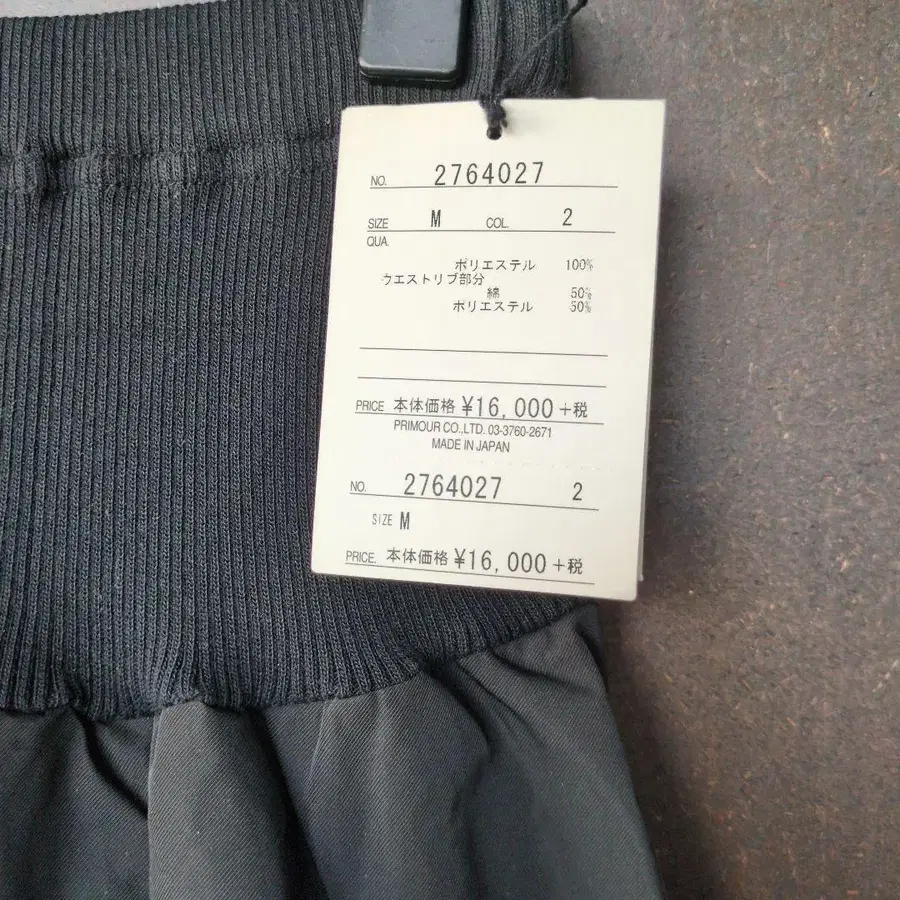 NO. 2764027
SIZE M COL. 2
QUA.
ポリエステル 100%
ウエストリブ部分
綿 50%
ポリエステル 50%
PRICE 本体価格 ¥16,000 +税
PRIMOUR CO.,LTD. 03-3760-2671
MADE IN JAPAN
NO. 2764027 2
SIZE M
PRICE. 本体価格 ¥16,000 +税